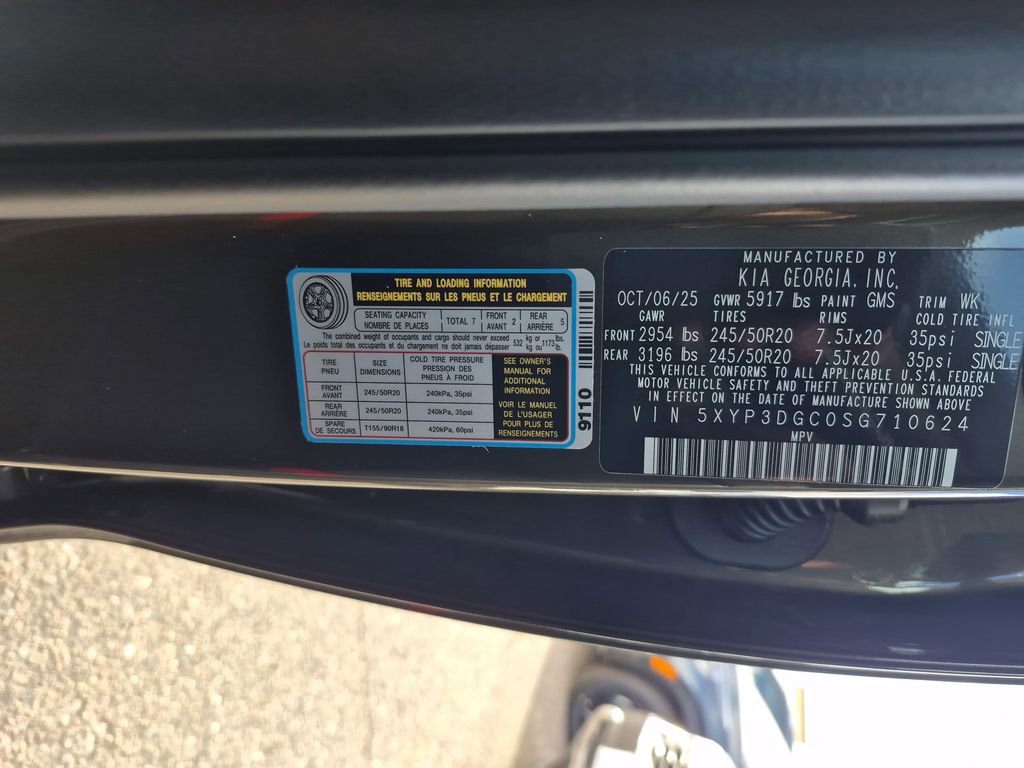 TIRE AND LOADING INFORMATION
RENSEIGNEMENTS SUR LES PNEUS ET LE CHARGEMENT
SEATING CAPACITY
NOMBRE DE PLACES
TOTAL 7
FRONT
AVANT
2
REAR
ARRIÈRE
5
The combined weight of occupants and cargo should never exceed
Le poids total des occupants et du chargement ne doit jamais dépasser
532 kg or
kg ou
1173 lbs.
lb.
TIRE
PNEU
SIZE
DIMENSIONS
COLD TIRE PRESSURE
PRESSION DES
PNEUS À FROID
FRONT
AVANT
245/50R20
240kPa, 35psi
REAR
ARRIÈRE
245/50R20
240kPa, 35psi
SPARE
DE SECOURS
T155/90R18
420kPa, 60psi
SEE OWNER'S
MANUAL FOR
ADDITIONAL
INFORMATION
VOIR LE MANUEL
DE L'USAGER
POUR PLUS DE
RENSEIGNEMENTS
9110
MANUFACTURED BY
KIA GEORGIA, INC.
OCT/06/25 GVWR 5917 lbs PAINT GMS TRIM WK
GAWR TIRES RIMS COLD TIRE INFL
FRONT 2954 lbs 245/50R20 7.5Jx20 35psi SINGLE
REAR 3196 lbs 245/50R20 7.5Jx20 35psi SINGLE
THIS VEHICLE CONFORMS TO ALL APPLICABLE U.S.A. FEDERAL
MOTOR VEHICLE SAFETY AND THEFT PREVENTION STANDARDS
IN EFFECT ON THE DATE OF MANUFACTURE SHOWN ABOVE
VIN 5XYP3DGC0SG710624
MPV